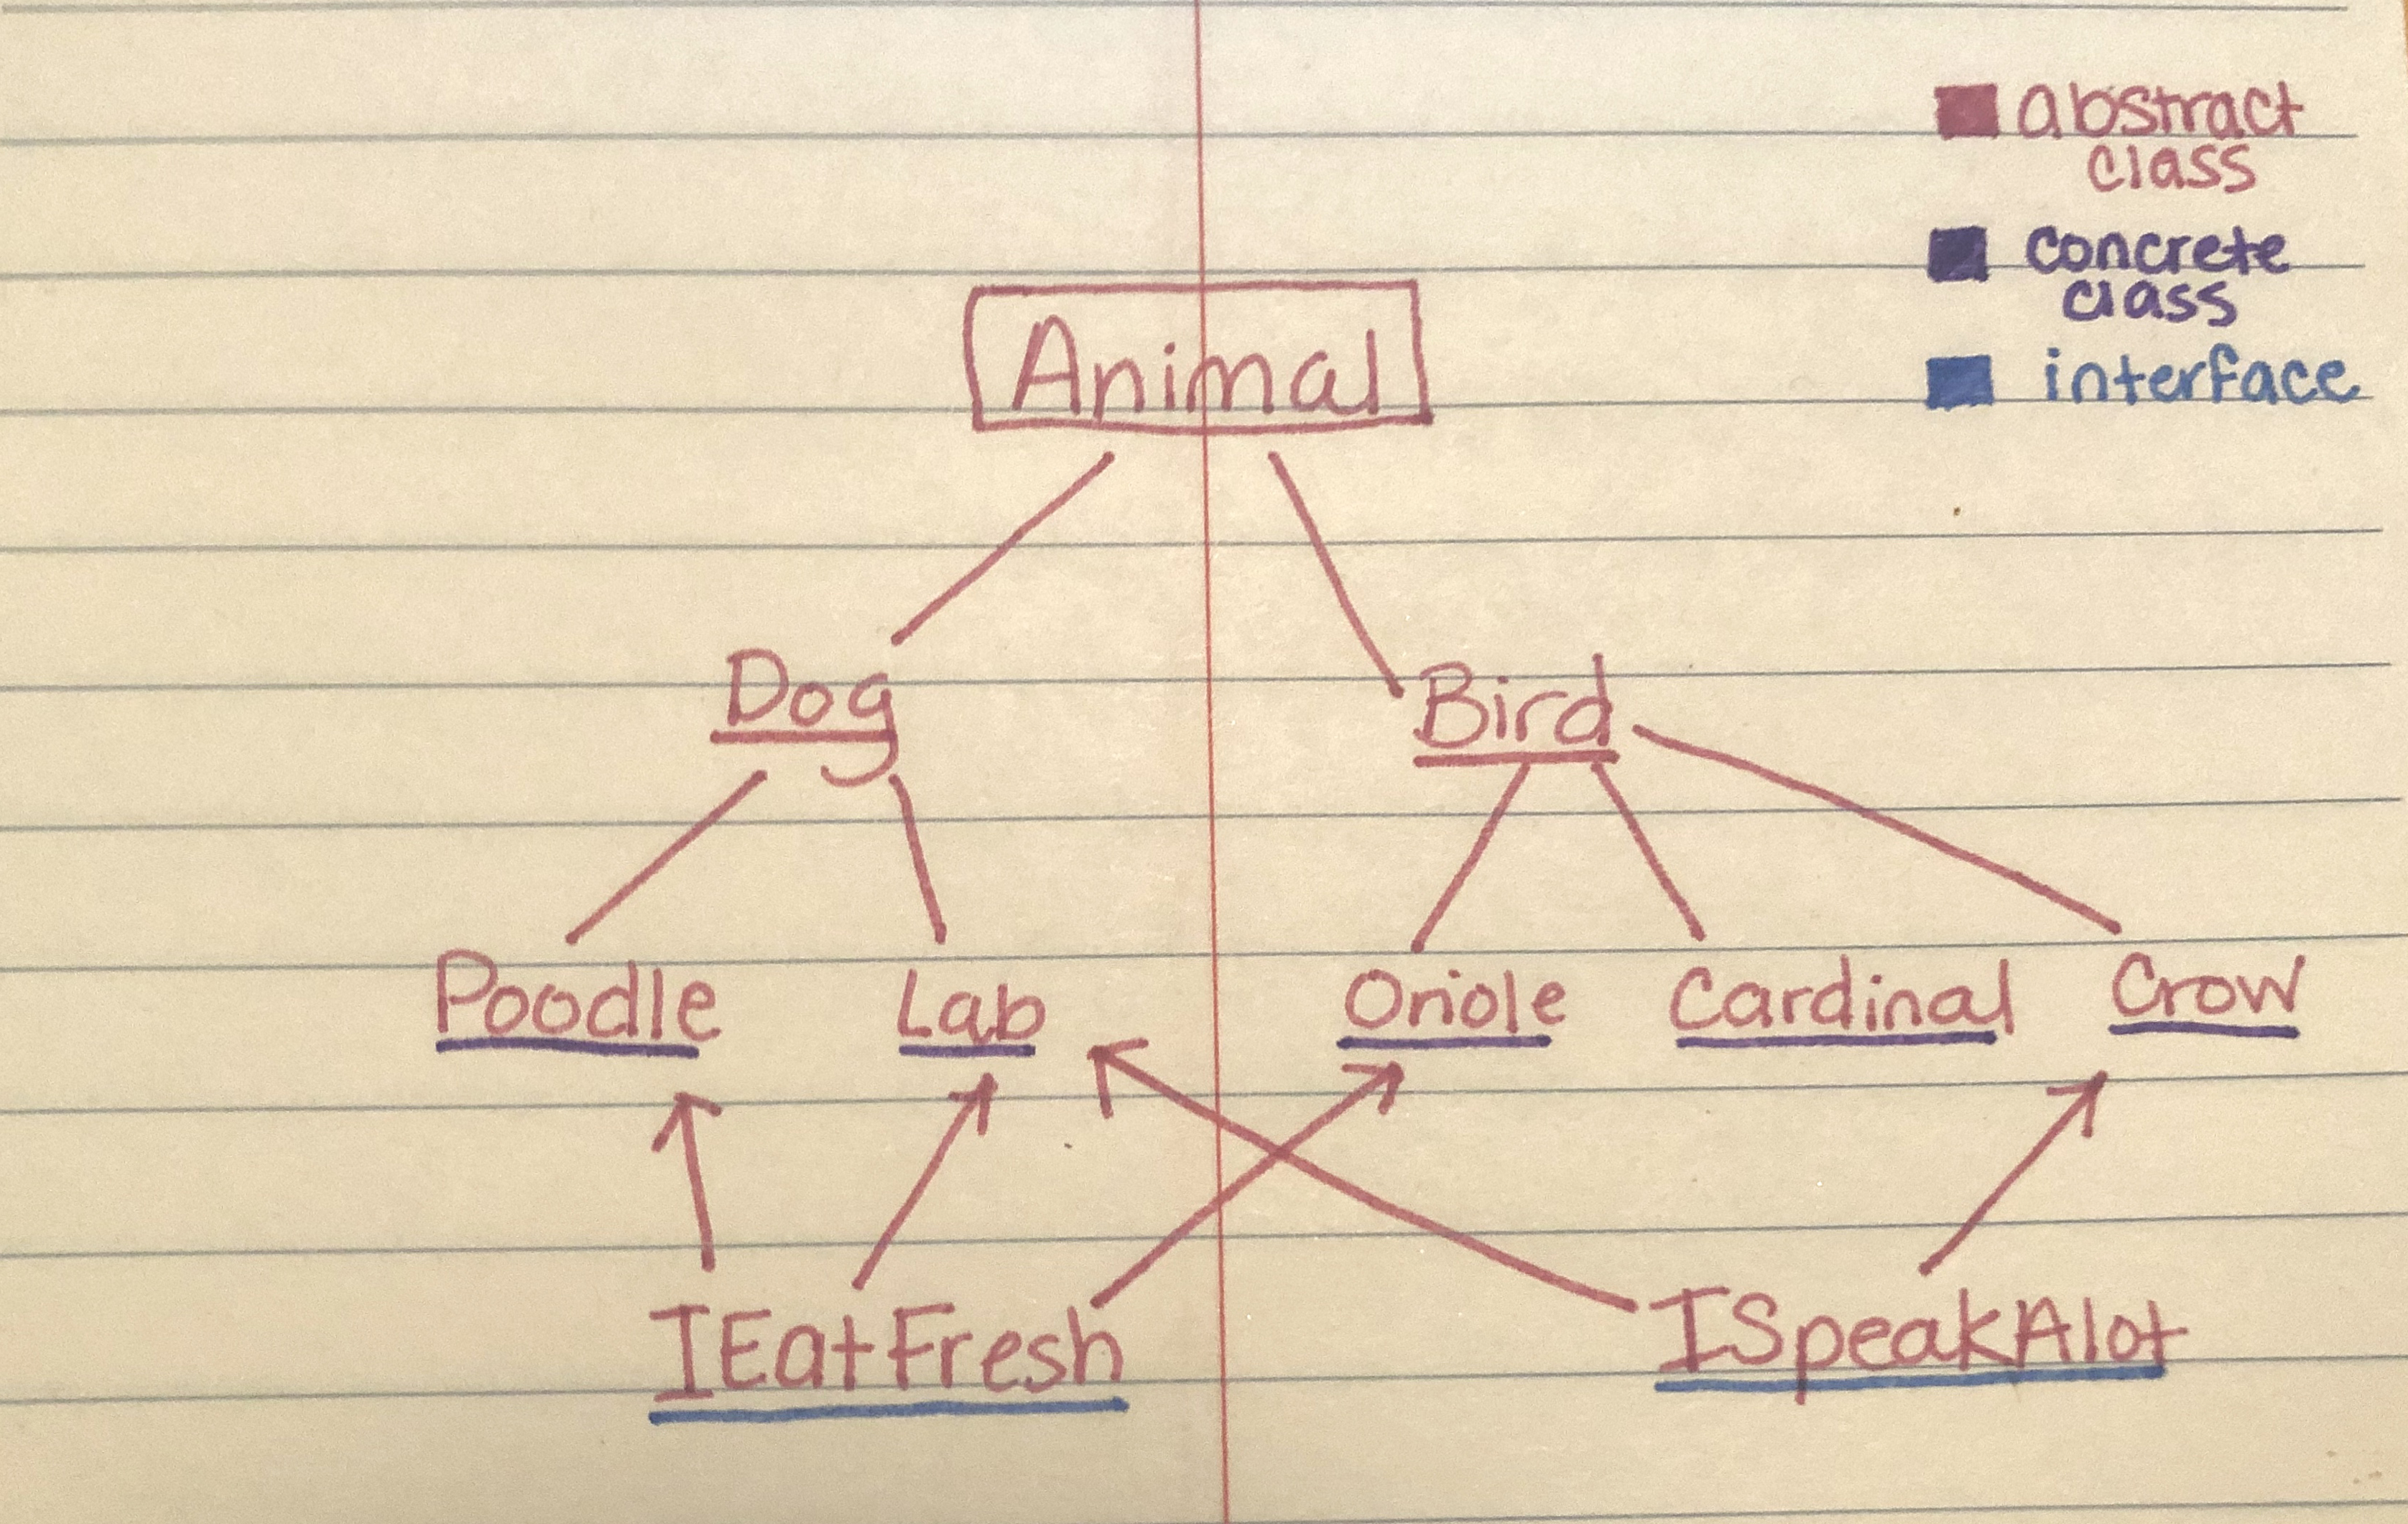 abstract
class
concrete
class
interface
Animal
Dog
Bird
Poodle Lab Oriole Cardinal Crow
IEatFresh ISpeakAlot